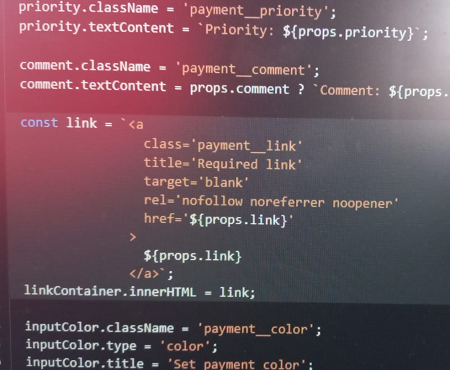 priority.className = 'payment__priority';
priority.textContent = `Priority: ${props.priority}`;
comment.className = 'payment__comment';
comment.textContent = props.comment ? `Comment: ${props.
const link = `<a
class='payment__link'
title='Required link'
target='blank'
rel='nofollow noreferrer noopener'
href='${props.link}'
>
${props.link}
</a>`;
linkContainer.innerHTML = link;
inputColor.className = 'payment__color';
inputColor.type = 'color';
inputColor.title = 'Set payment color';